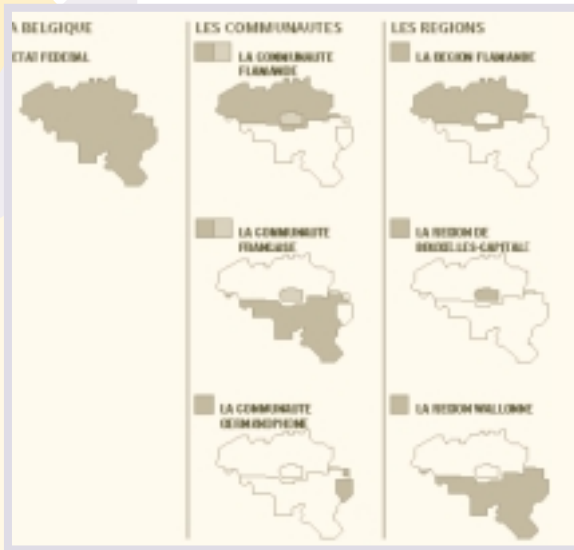 A BELGIQUE
ETAT FEDERAL
LES COMMUNAUTES
LA COMMUNAUTE
FLAMANDE
LA COMMUNAUTE
FRANCAISE
LA COMMUNAUTE
GERMANOPHONE
LES REGIONS
LA REGION FLAMANDE
LA REGION DE
BRUXELLES-CAPITALE
LA REGION WALLONNE